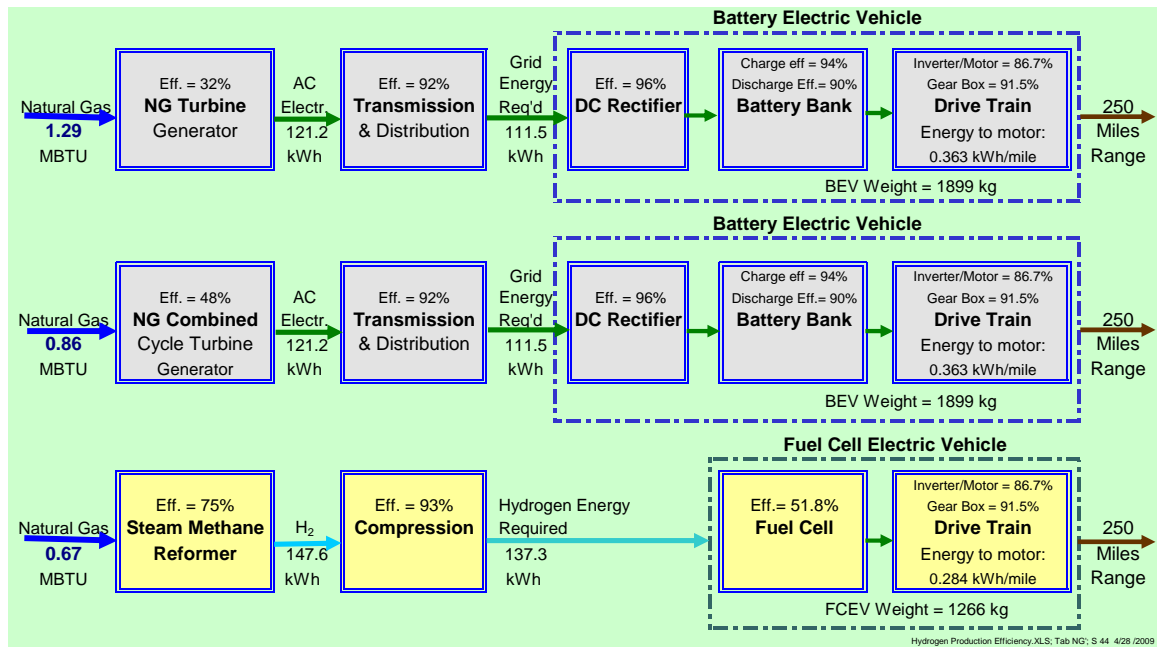 Battery Electric Vehicle
Natural Gas
1.29
MBTU
Eff. = 32%
NG Turbine
Generator
AC
Electr.
121.2
kWh
Eff. = 92%
Transmission
& Distribution
Grid
Energy
Req'd
111.5
kWh
Eff. = 96%
DC Rectifier
Charge eff = 94%
Discharge Eff.= 90%
Battery Bank
Inverter/Motor = 86.7%
Gear Box = 91.5%
Drive Train
Energy to motor:
0.363 kWh/mile
250
Miles
Range
BEV Weight = 1899 kg
Battery Electric Vehicle
Natural Gas
0.86
MBTU
Eff. = 48%
NG Combined
Cycle Turbine
Generator
AC
Electr.
121.2
kWh
Eff. = 92%
Transmission
& Distribution
Grid
Energy
Req'd
111.5
kWh
Eff. = 96%
DC Rectifier
Charge eff = 94%
Discharge Eff.= 90%
Battery Bank
Inverter/Motor = 86.7%
Gear Box = 91.5%
Drive Train
Energy to motor:
0.363 kWh/mile
250
Miles
Range
BEV Weight = 1899 kg
Fuel Cell Electric Vehicle
Natural Gas
0.67
MBTU
Eff. = 75%
Steam Methane
Reformer
H2
147.6
kWh
Eff. = 93%
Compression
Hydrogen Energy
Required
137.3
kWh
Eff.= 51.8%
Fuel Cell
Inverter/Motor = 86.7%
Gear Box = 91.5%
Drive Train
Energy to motor:
0.284 kWh/mile
250
Miles
Range
FCEV Weight = 1266 kg
Hydrogen Production Efficiency.XLS; Tab NG'; S 44 4/28 /2009